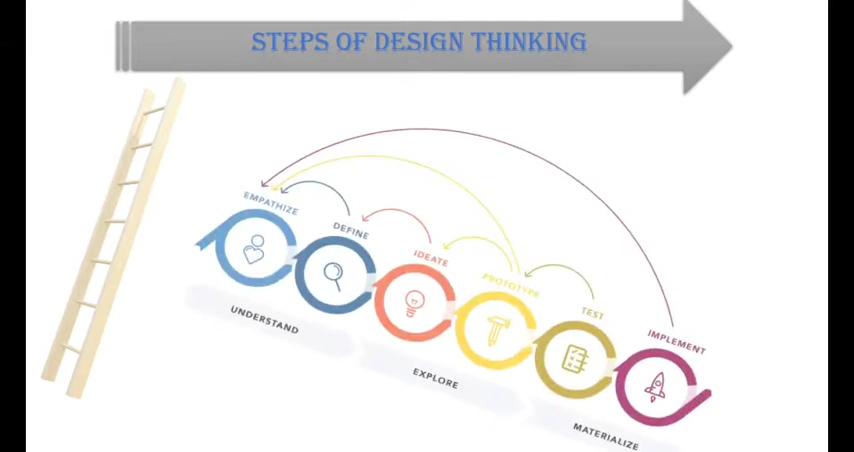 STEPS OF DESIGN THINKING
EMPATHIZE
DEFINE
IDEATE
PROTOTYPE
TEST
IMPLEMENT
UNDERSTAND
EXPLORE
MATERIALIZE